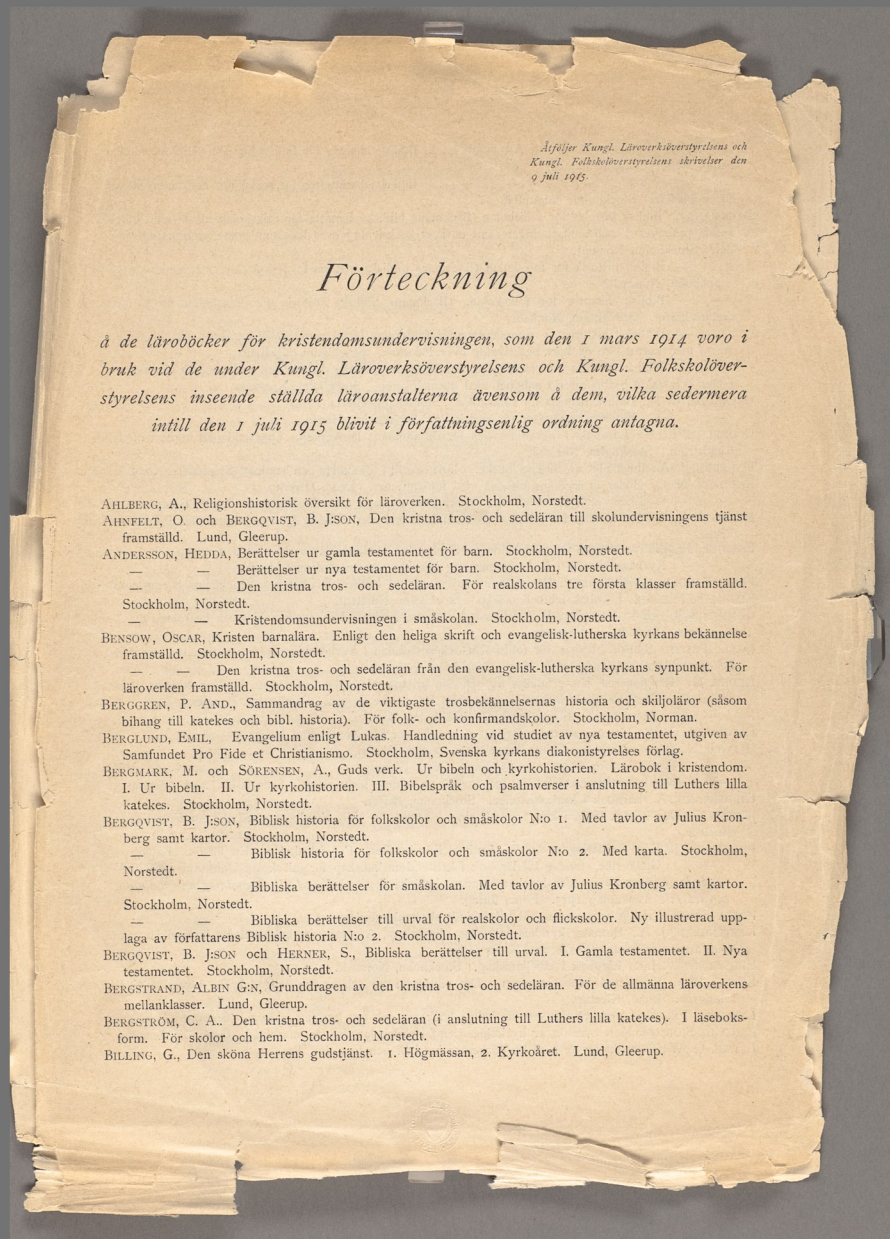 Åtföljer Kungl. Läroverksöverstyrelsens och
Kungl. Folkskolöverstyrelsens skrivelser den
9 juli 1915.
Förteckning
å de läroböcker för kristendomsundervisningen, som den 1 mars 1914 voro i
bruk vid de under Kungl. Läroverksöverstyrelsens och Kungl. Folkskolöver-
styrelsens inseende ställda läroanstalterna ävensom å dem, vilka sedermera
intill den 1 juli 1915 blivit i författningsenlig ordning antagna.
AHLBERG, A., Religionshistorisk översikt för läroverken. Stockholm, Norstedt.
AHNFELT, O. och BERGQVIST, B. J:SON, Den kristna tros- och sedeläran till skolundervisningens tjänst
framställd. Lund, Gleerup.
ANDERSSON, HEDDA, Berättelser ur gamla testamentet för barn. Stockholm, Norstedt.
— — Berättelser ur nya testamentet för barn. Stockholm, Norstedt.
— — Den kristna tros- och sedeläran. För realskolans tre första klasser framställd.
Stockholm, Norstedt.
— — Kristendomsundervisningen i småskolan. Stockholm, Norstedt.
BENSOW, OSCAR, Kristen barnalära. Enligt den heliga skrift och evangelisk-lutherska kyrkans bekännelse
framställd. Stockholm, Norstedt.
— — Den kristna tros- och sedeläran från den evangelisk-lutherska kyrkans synpunkt. För
läroverken framställd. Stockholm, Norstedt.
BERGGREN, P. AND., Sammandrag av de viktigaste trosbekännelsernas historia och skiljoläror (såsom
bihang till katekes och bibl. historia). För folk- och konfirmandskolor. Stockholm, Norman.
BERGLUND, EMIL, Evangelium enligt Lukas. Handledning vid studiet av nya testamentet, utgiven av
Samfundet Pro Fide et Christianismo. Stockholm, Svenska kyrkans diakonistyrelses förlag.
BERGMARK, M. och SÖRENSEN, A., Guds verk. Ur bibeln och kyrkohistorien. Lärobok i kristendom.
I. Ur bibeln. II. Ur kyrkohistorien. III. Bibelspråk och psalmverser i anslutning till Luthers lilla
katekes. Stockholm, Norstedt.
BERGQVIST, B. J:SON, Biblisk historia för folkskolor och småskolor N:o 1. Med tavlor av Julius Kron-
berg samt kartor. Stockholm, Norstedt.
— — Biblisk historia för folkskolor och småskolor N:o 2. Med karta. Stockholm,
Norstedt.
— — Bibliska berättelser för småskolan. Med tavlor av Julius Kronberg samt kartor.
Stockholm, Norstedt.
— — Bibliska berättelser till urval för realskolor och flickskolor. Ny illustrerad upp-
laga av författarens Biblisk historia N:o 2. Stockholm, Norstedt.
BERGQVIST, B. J:SON och HERNER, S., Bibliska berättelser till urval. I. Gamla testamentet. II. Nya
testamentet. Stockholm, Norstedt.
BERGSTRAND, ALBIN G:N, Grunddragen av den kristna tros- och sedeläran. För de allmänna läroverkens
mellanklasser. Lund, Gleerup.
BERGSTRÖM, C. A.. Den kristna tros- och sedeläran (i anslutning till Luthers lilla katekes). I läseboks-
form. För skolor och hem. Stockholm, Norstedt.
BILLING, G., Den sköna Herrens gudstjänst. 1. Högmässan, 2. Kyrkoåret. Lund, Gleerup.